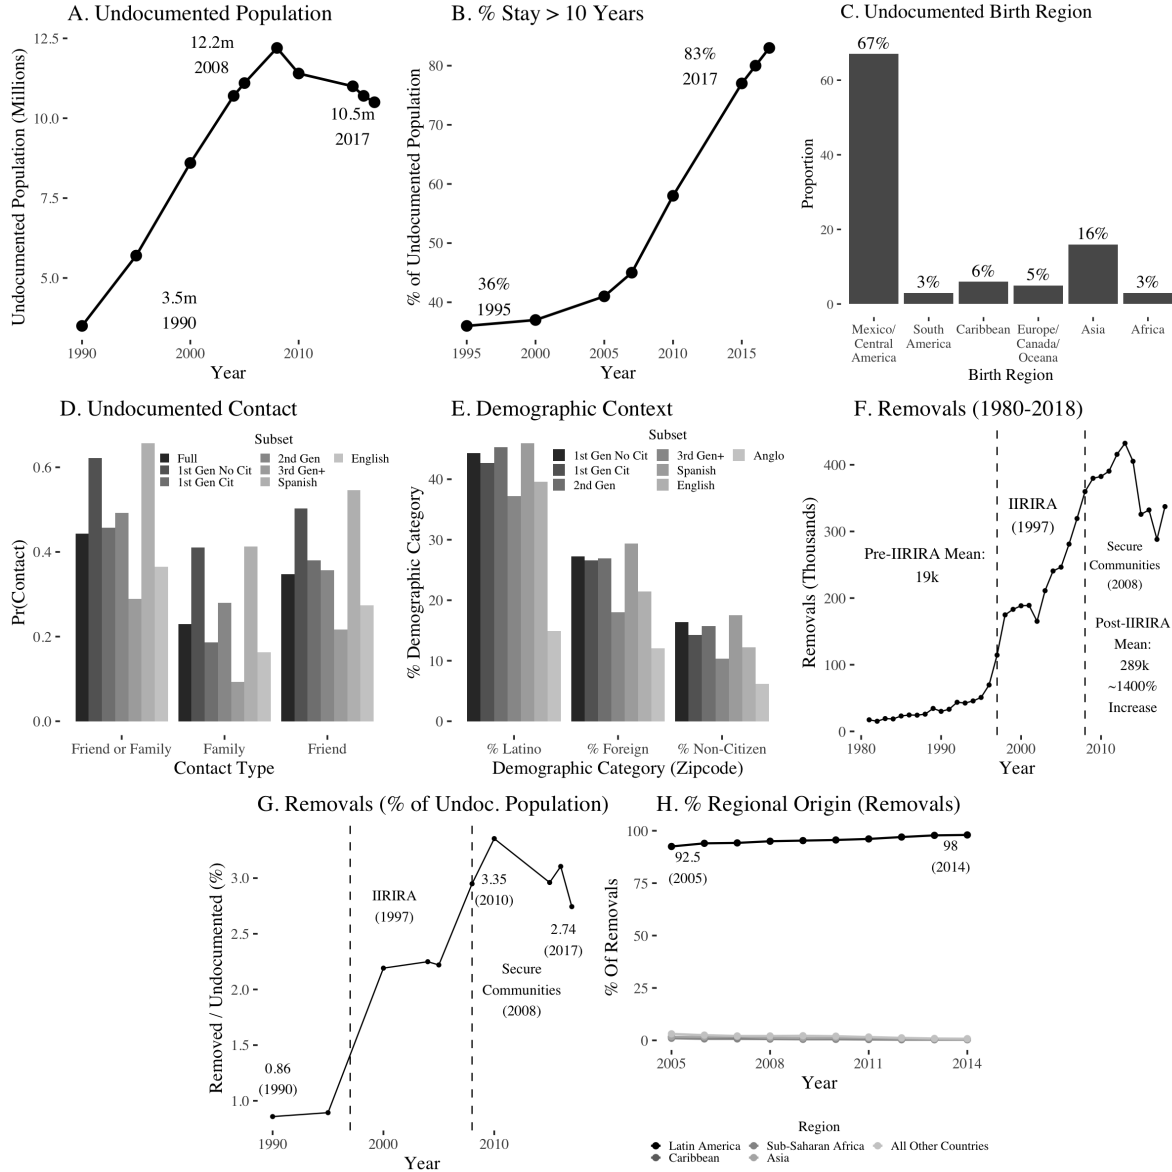 A. Undocumented Population
Undocumented Population (Millions)
12.5
10.0
7.5
5.0
12.2m
2008
10.5m
2017
3.5m
1990
1990
2000
2010
Year
B. % Stay > 10 Years
% of Undocumented Population
80
70
60
50
40
83%
2017
36%
1995
1995
2000
2005
2010
2015
Year
C. Undocumented Birth Region
Proportion
60
40
20
0
67%
3%
6%
5%
16%
3%
Mexico/
Central
America
South
America
Caribbean
Europe/
Canada/
Oceana
Asia
Africa
Birth Region
D. Undocumented Contact
Pr(Contact)
0.6
0.4
0.2
0.0
Subset
Full
1st Gen No Cit
1st Gen Cit
2nd Gen
3rd Gen+
Spanish
English
Friend or Family
Family
Friend
Contact Type
E. Demographic Context
% Demographic Category
40
30
20
10
0
Subset
1st Gen No Cit
1st Gen Cit
2nd Gen
3rd Gen+
Spanish
English
Anglo
% Latino
% Foreign
% Non-Citizen
Demographic Category (Zipcode)
F. Removals (1980-2018)
Removals (Thousands)
400
300
200
100
0
Pre-IIRIRA Mean:
19k
IIRIRA
(1997)
Secure
Communities
(2008)
Post-IIRIRA
Mean:
289k
~1400%
Increase
1980
1990
2000
2010
Year
G. Removals (% of Undoc. Population)
Removed / Undocumented (%)
3.0
2.5
2.0
1.5
1.0
0.86
(1990)
IIRIRA
(1997)
3.35
(2010)
2.74
(2017)
Secure
Communities
(2008)
1990
2000
2010
Year
H. % Regional Origin (Removals)
% Of Removals
100
75
50
25
0
92.5
(2005)
98
(2014)
2005
2008
2011
2014
Year
Region
Latin America
Caribbean
Sub-Saharan Africa
Asia
All Other Countries